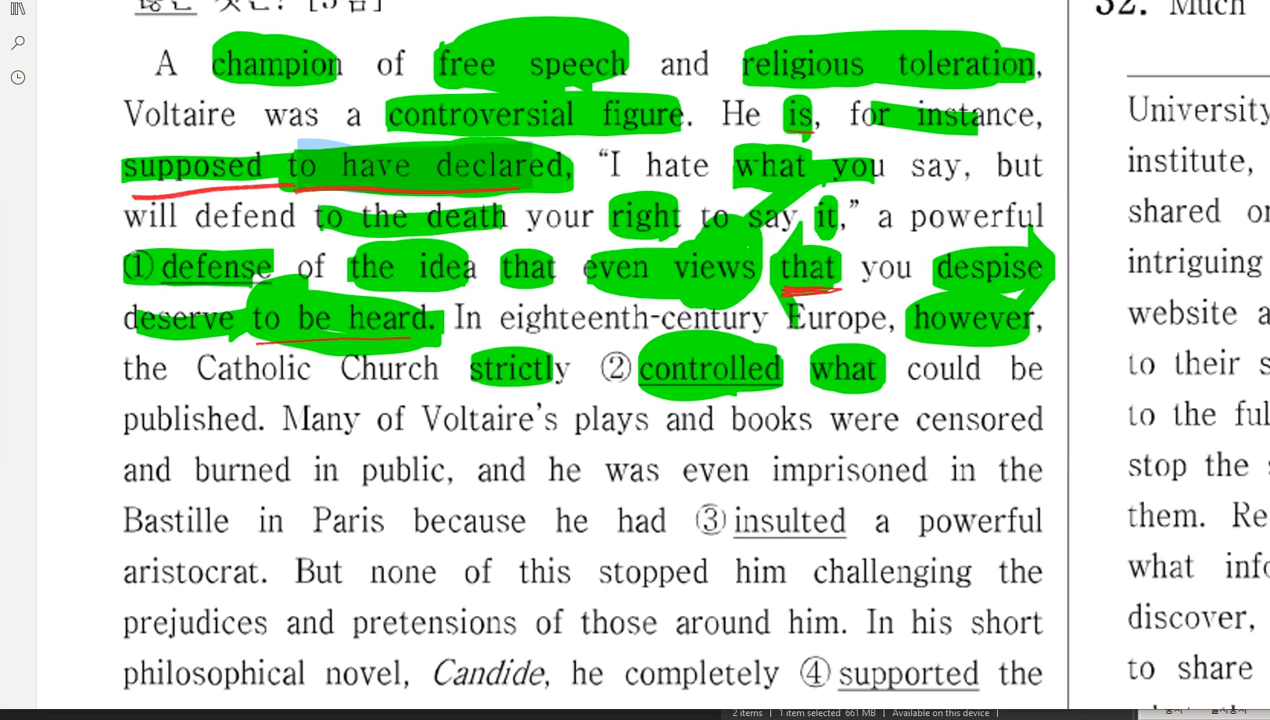 않은 것은? [3점]
32. Much
A champion of free speech and religious toleration,
Voltaire was a controversial figure. He is, for instance,
supposed to have declared, “I hate what you say, but
will defend to the death your right to say it,” a powerful
① defense of the idea that even views that you despise
deserve to be heard. In eighteenth-century Europe, however,
the Catholic Church strictly ② controlled what could be
published. Many of Voltaire’s plays and books were censored
and burned in public, and he was even imprisoned in the
Bastille in Paris because he had ③ insulted a powerful
aristocrat. But none of this stopped him challenging the
prejudices and pretensions of those around him. In his short
philosophical novel, Candide, he completely ④ supported the
University
institute,
shared
intriguing
website
to their
to the
stop the
them.
what
discover,
to share
2 items | 1 item selected 661 MB | Available on this device |